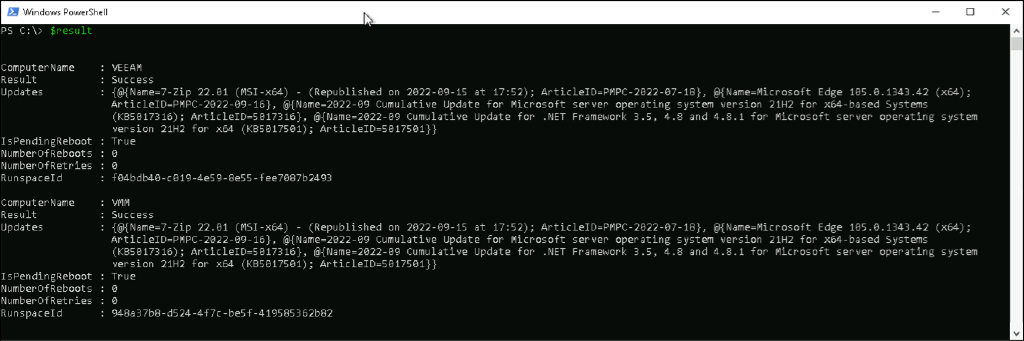 Windows PowerShell
PS C:\> $result
ComputerName : VEEAM
Result : Success
Updates : {@{Name=7-Zip 22.01 (MSI-x64) - (Republished on 2022-09-15 at 17:52); ArticleID=PMPC-2022-07-18}, @{Name=Microsoft Edge 105.0.1343.42 (x64);
ArticleID=PMPC-2022-09-16}, @{Name=2022-09 Cumulative Update for Microsoft server operating system version 21H2 for x64-based Systems
(KB5017316); ArticleID=5017316}, @{Name=2022-09 Cumulative Update for .NET Framework 3.5, 4.8 and 4.8.1 for Microsoft server operating system
version 21H2 for x64 (KB5017501); ArticleID=5017501}}
IsPendingReboot : True
NumberOfReboots : 0
NumberOfRetries : 0
RunspaceId : f04bdb40-c019-4e59-8e55-fee7087b2493
ComputerName : VMM
Result : Success
Updates : {@{Name=7-Zip 22.01 (MSI-x64) - (Republished on 2022-09-15 at 17:52); ArticleID=PMPC-2022-07-18}, @{Name=Microsoft Edge 105.0.1343.42 (x64);
ArticleID=PMPC-2022-09-16}, @{Name=2022-09 Cumulative Update for Microsoft server operating system version 21H2 for x64-based Systems
(KB5017316); ArticleID=5017316}, @{Name=2022-09 Cumulative Update for .NET Framework 3.5, 4.8 and 4.8.1 for Microsoft server operating system
version 21H2 for x64 (KB5017501); ArticleID=5017501}}
IsPendingReboot : True
NumberOfReboots : 0
NumberOfRetries : 0
RunspaceId : 948a37b8-d524-4f7c-be5f-419585362b82